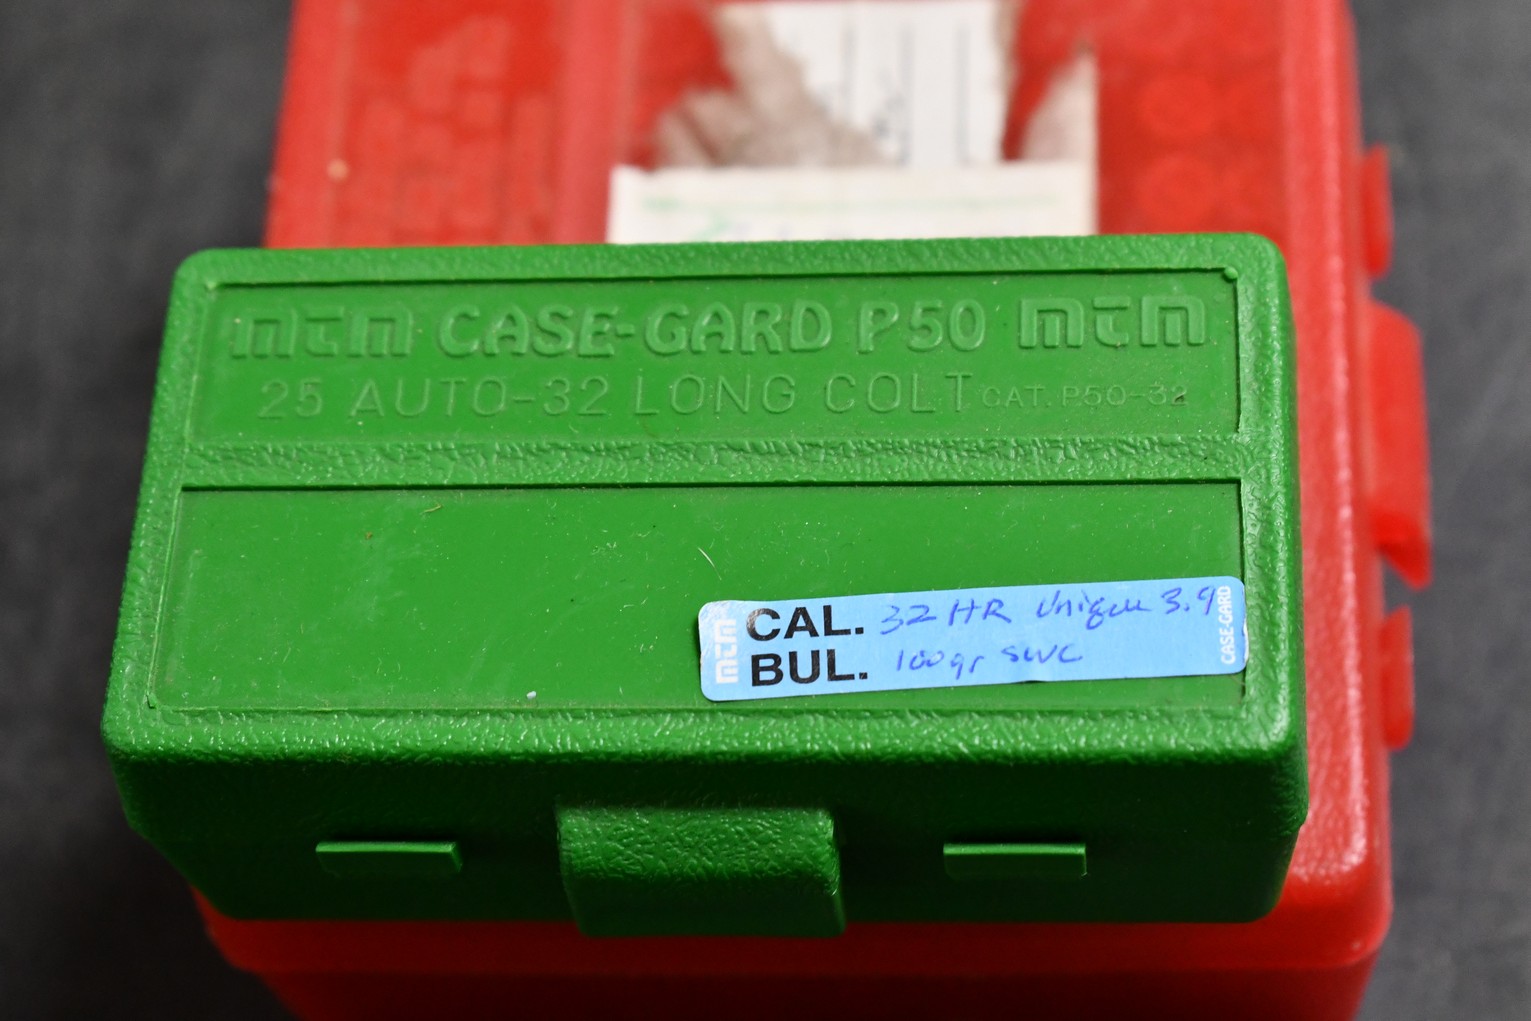 mtm CASE-GARD P50 mtm
25 AUTO-32 LONG COLT CAT. P50-32
mtm
CAL. 32 HR Unique 3.9
BUL. 100gr SWC
CASE-GARD